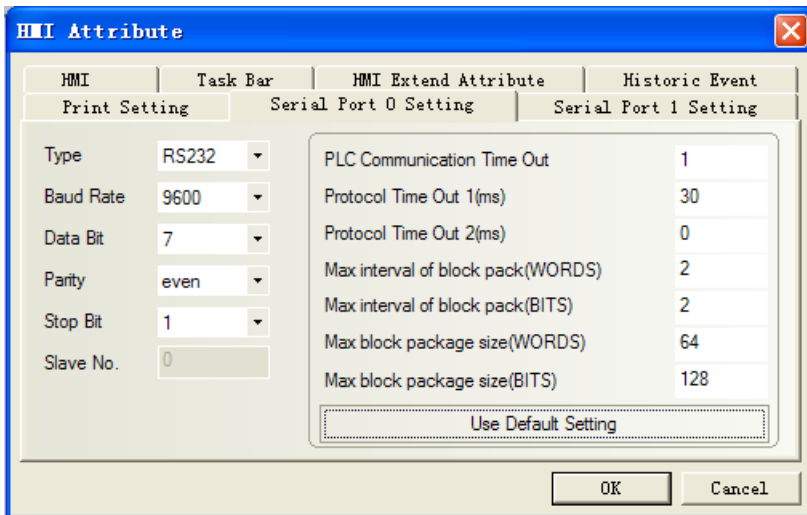 HMI Attribute
HMI Task Bar HMI Extend Attribute Historic Event
Print Setting Serial Port 0 Setting Serial Port 1 Setting
Type RS232
Baud Rate 9600
Data Bit 7
Parity even
Stop Bit 1
Slave No. 0
PLC Communication Time Out 1
Protocol Time Out 1(ms) 30
Protocol Time Out 2(ms) 0
Max interval of block pack(WORDS) 2
Max interval of block pack(BITS) 2
Max block package size(WORDS) 64
Max block package size(BITS) 128
Use Default Setting
OK Cancel